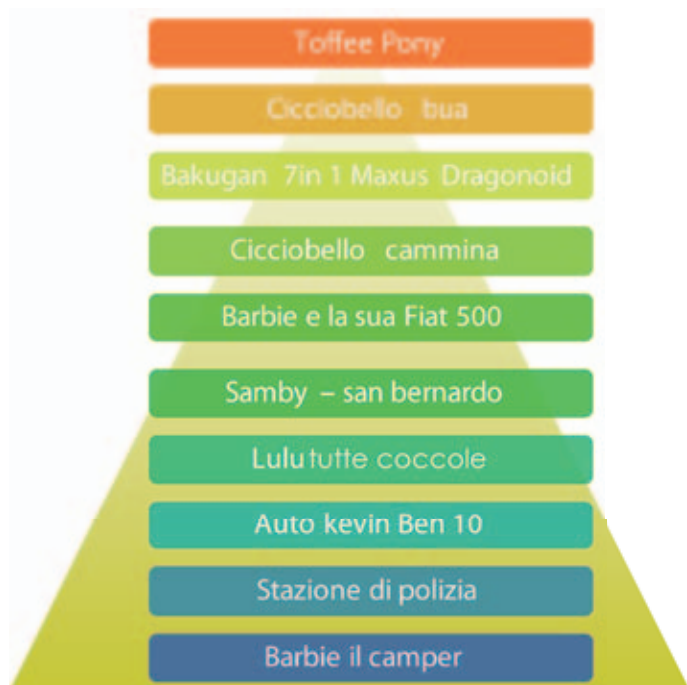 Toffee Pony
Cicciobello bua
Bakugan 7in 1 Maxus Dragonoid
Cicciobello cammina
Barbie e la sua Fiat 500
Samby – san bernardo
Lulu tutte coccole
Auto kevin Ben 10
Stazione di polizia
Barbie il camper